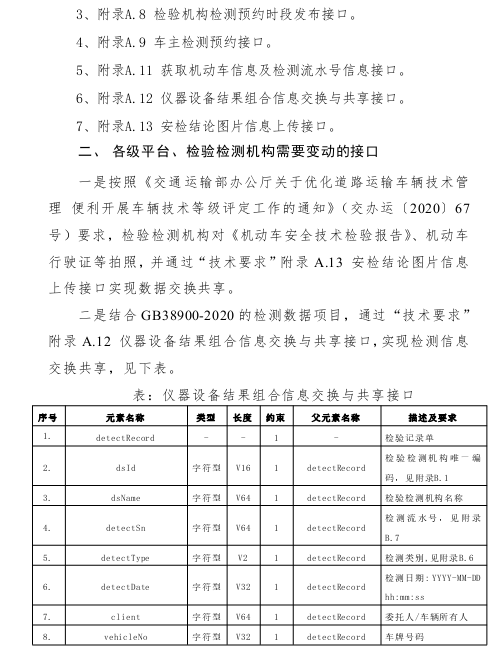 3、附录A.8 检验机构检测预约时段发布接口。
4、附录A.9 车主检测预约接口。
5、附录A.11 获取机动车信息及检测流水号信息接口。
6、附录A.12 仪器设备结果组合信息交换与共享接口。
7、附录A.13 安检结论图片信息上传接口。
二、 各级平台、检验检测机构需要变动的接口
一是按照《交通运输部办公厅关于优化道路运输车辆技术管
理 便利开展车辆技术等级评定工作的通知》（交办运〔2020〕67
号）要求，检验检测机构对《机动车安全技术检验报告》、机动车
行驶证等拍照，并通过“技术要求”附录 A.13 安检结论图片信息
上传接口实现数据交换共享。
二是结合 GB38900-2020 的检测数据项目，通过 “技术要求”
附录 A.12 仪器设备结果组合信息交换与共享接口，实现检测信息
交换共享，见下表。
表：仪器设备结果组合信息交换与共享接口
序号 元素名称 类型 长度 约束 父元素名称 描述及要求
1. detectRecord - - 1 - 检验记录单
2. dsId 字符型 V16 1 detectRecord 检验检测机构唯一编
码，见附录B.1
3. dsName 字符型 V64 1 detectRecord 检验检测机构名称
4. detectSn 字符型 V64 1 detectRecord 检测流水号，见附录
B.7
5. detectType 字符型 V2 1 detectRecord 检测类别,见附录B.6
6. detectDate 字符型 V32 1 detectRecord 检测日期：YYYY-MM-DD
hh:mm:ss
7. client 字符型 V64 1 detectRecord 委托人/车辆所有人
8. vehicleNo 字符型 V32 1 detectRecord 车牌号码